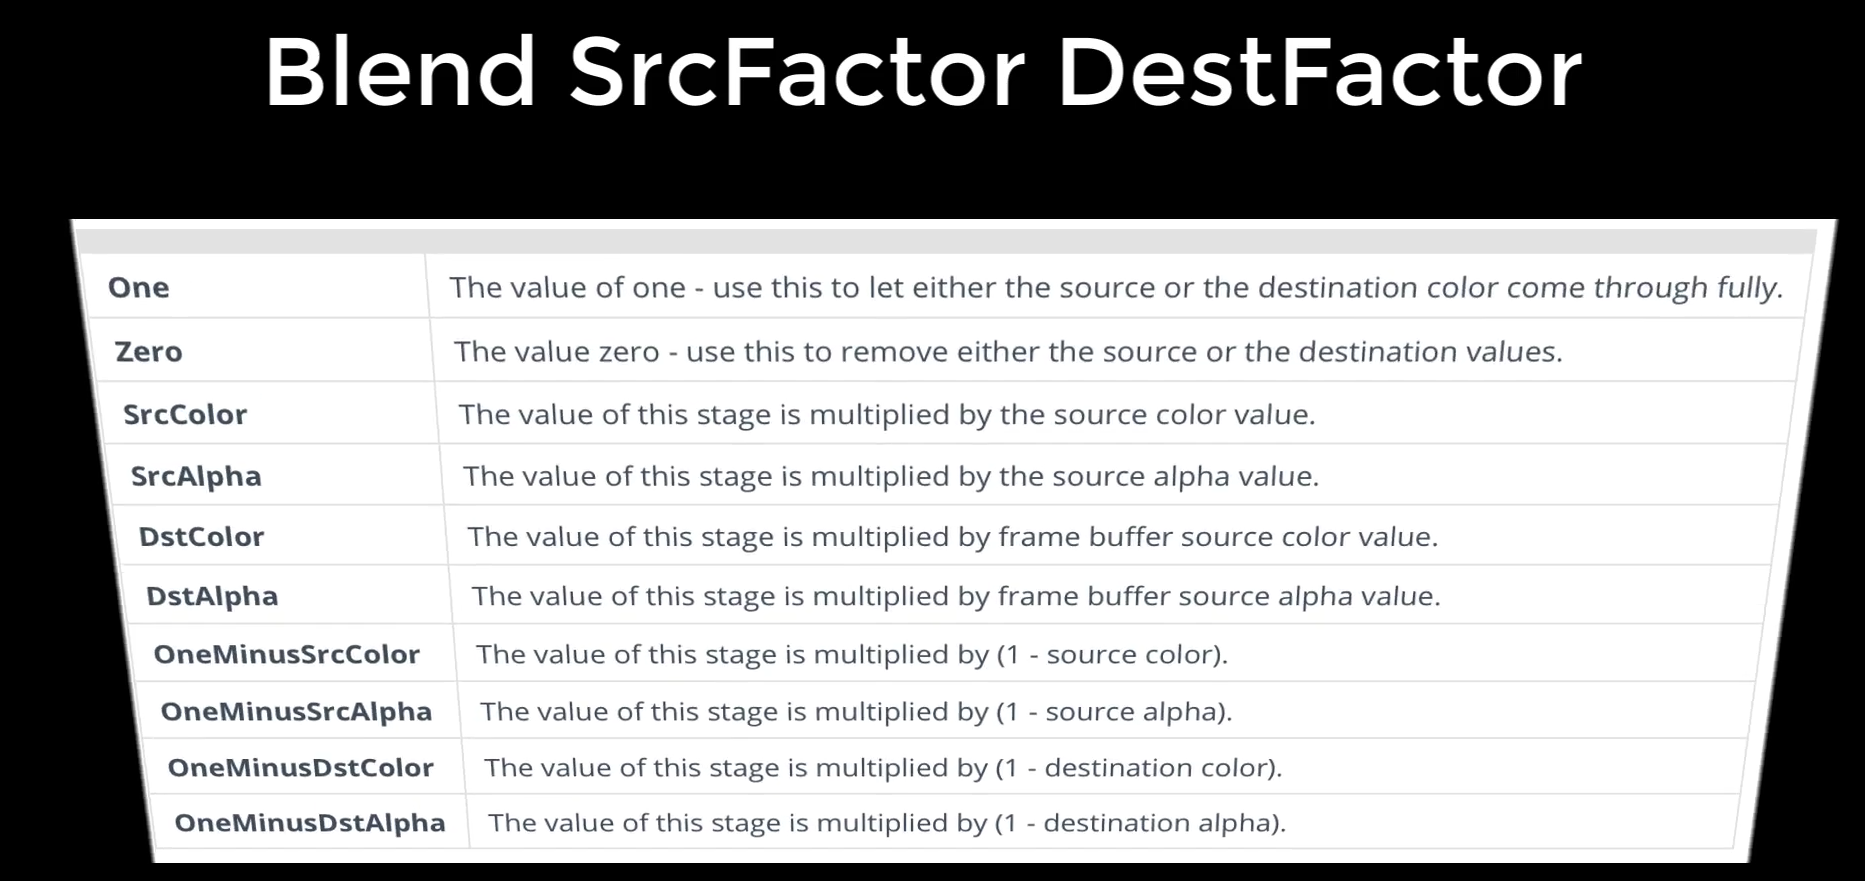 Blend SrcFactor DestFactor
One The value of one - use this to let either the source or the destination color come through fully.
Zero The value zero - use this to remove either the source or the destination values.
SrcColor The value of this stage is multiplied by the source color value.
SrcAlpha The value of this stage is multiplied by the source alpha value.
DstColor The value of this stage is multiplied by frame buffer source color value.
DstAlpha The value of this stage is multiplied by frame buffer source alpha value.
OneMinusSrcColor The value of this stage is multiplied by (1 - source color).
OneMinusSrcAlpha The value of this stage is multiplied by (1 - source alpha).
OneMinusDstColor The value of this stage is multiplied by (1 - destination color).
OneMinusDstAlpha The value of this stage is multiplied by (1 - destination alpha).